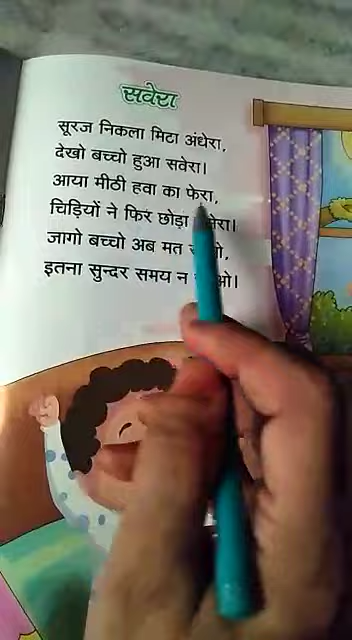 सवेरा
सूरज निकला मिटा अंधेरा,
देखो बच्चो हुआ सवेरा।
आया मीठी हवा का फेरा,
चिड़ियों ने फिर छोड़ा
जागो बच्चो अब मत
इतना सुन्दर समय न